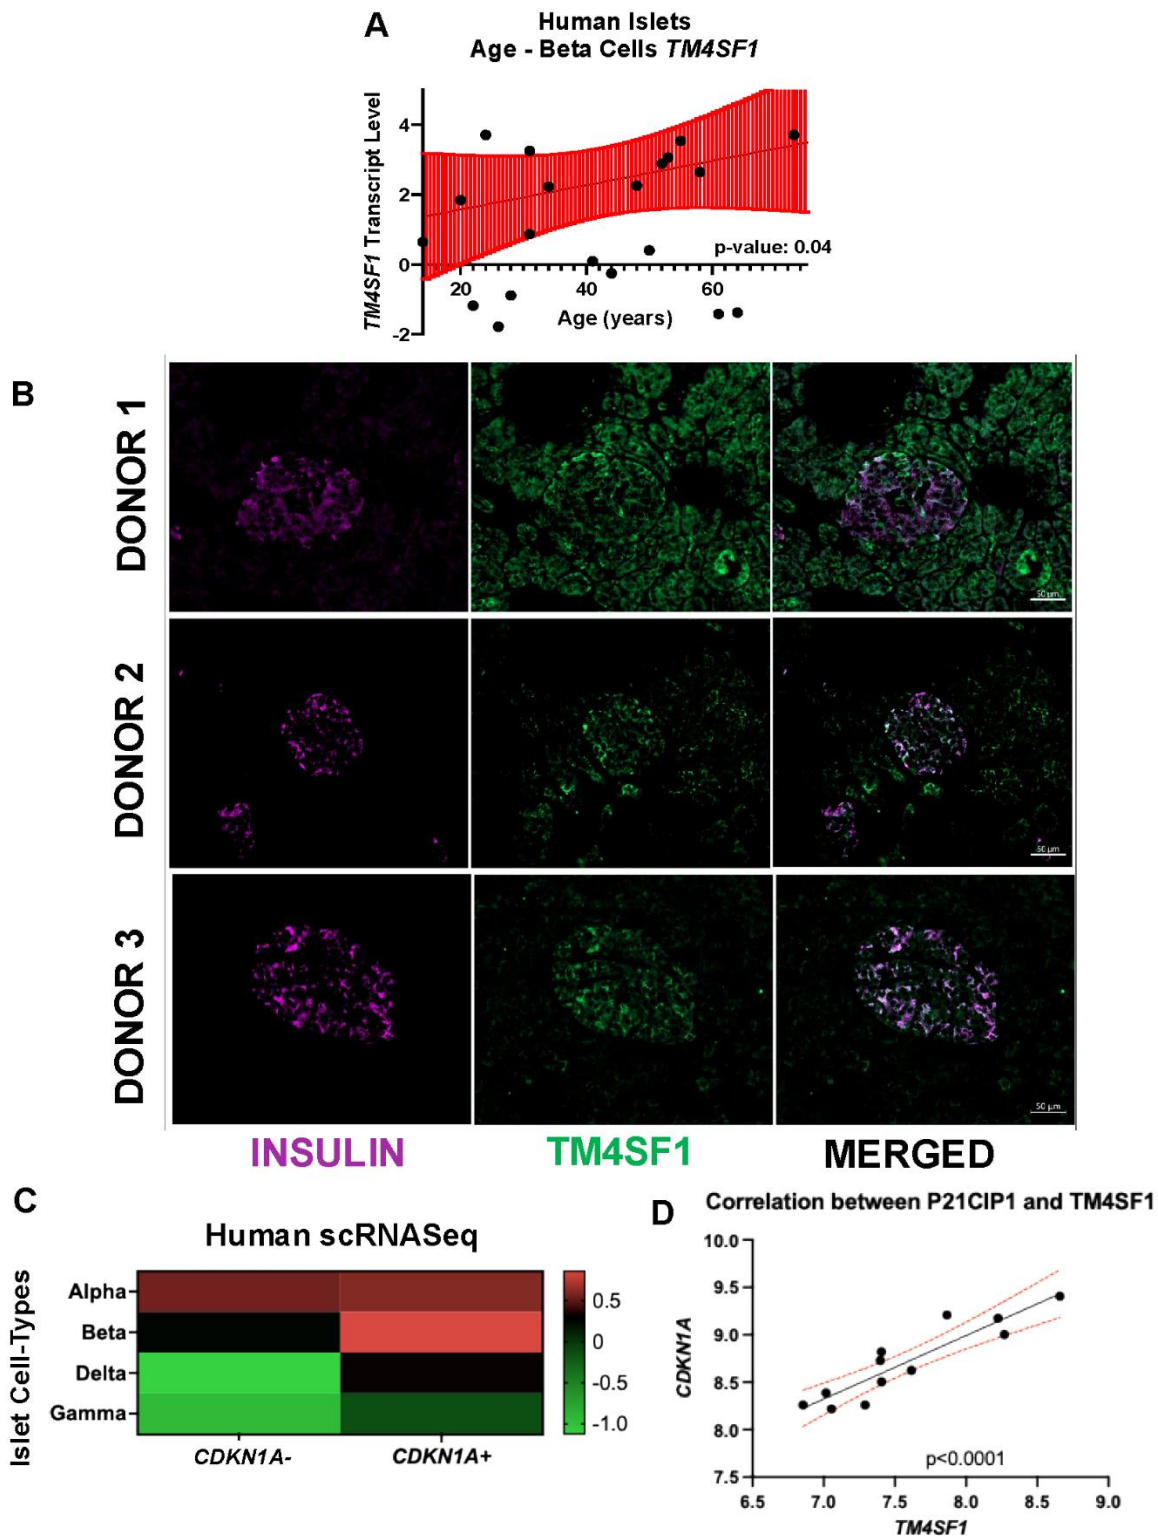 A
Human Islets
Age - Beta Cells TM4SF1
TM4SF1 Transcript Level
4
2
0
-2
20
40
60
p-value: 0.04
Age (years)
B
DONOR 1
50 µm
DONOR 2
50 µm
DONOR 3
50 µm
INSULIN
TM4SF1
MERGED
C
Human scRNASeq
Islet Cell-Types
Alpha
Beta
Delta
Gamma
CDKN1A-
CDKN1A+
0.5
0
-0.5
-1.0
D
Correlation between P21CIP1 and TM4SF1
CDKN1A
10.0
9.5
9.0
8.5
8.0
7.5
p<0.0001
6.5
7.0
7.5
8.0
8.5
9.0
TM4SF1